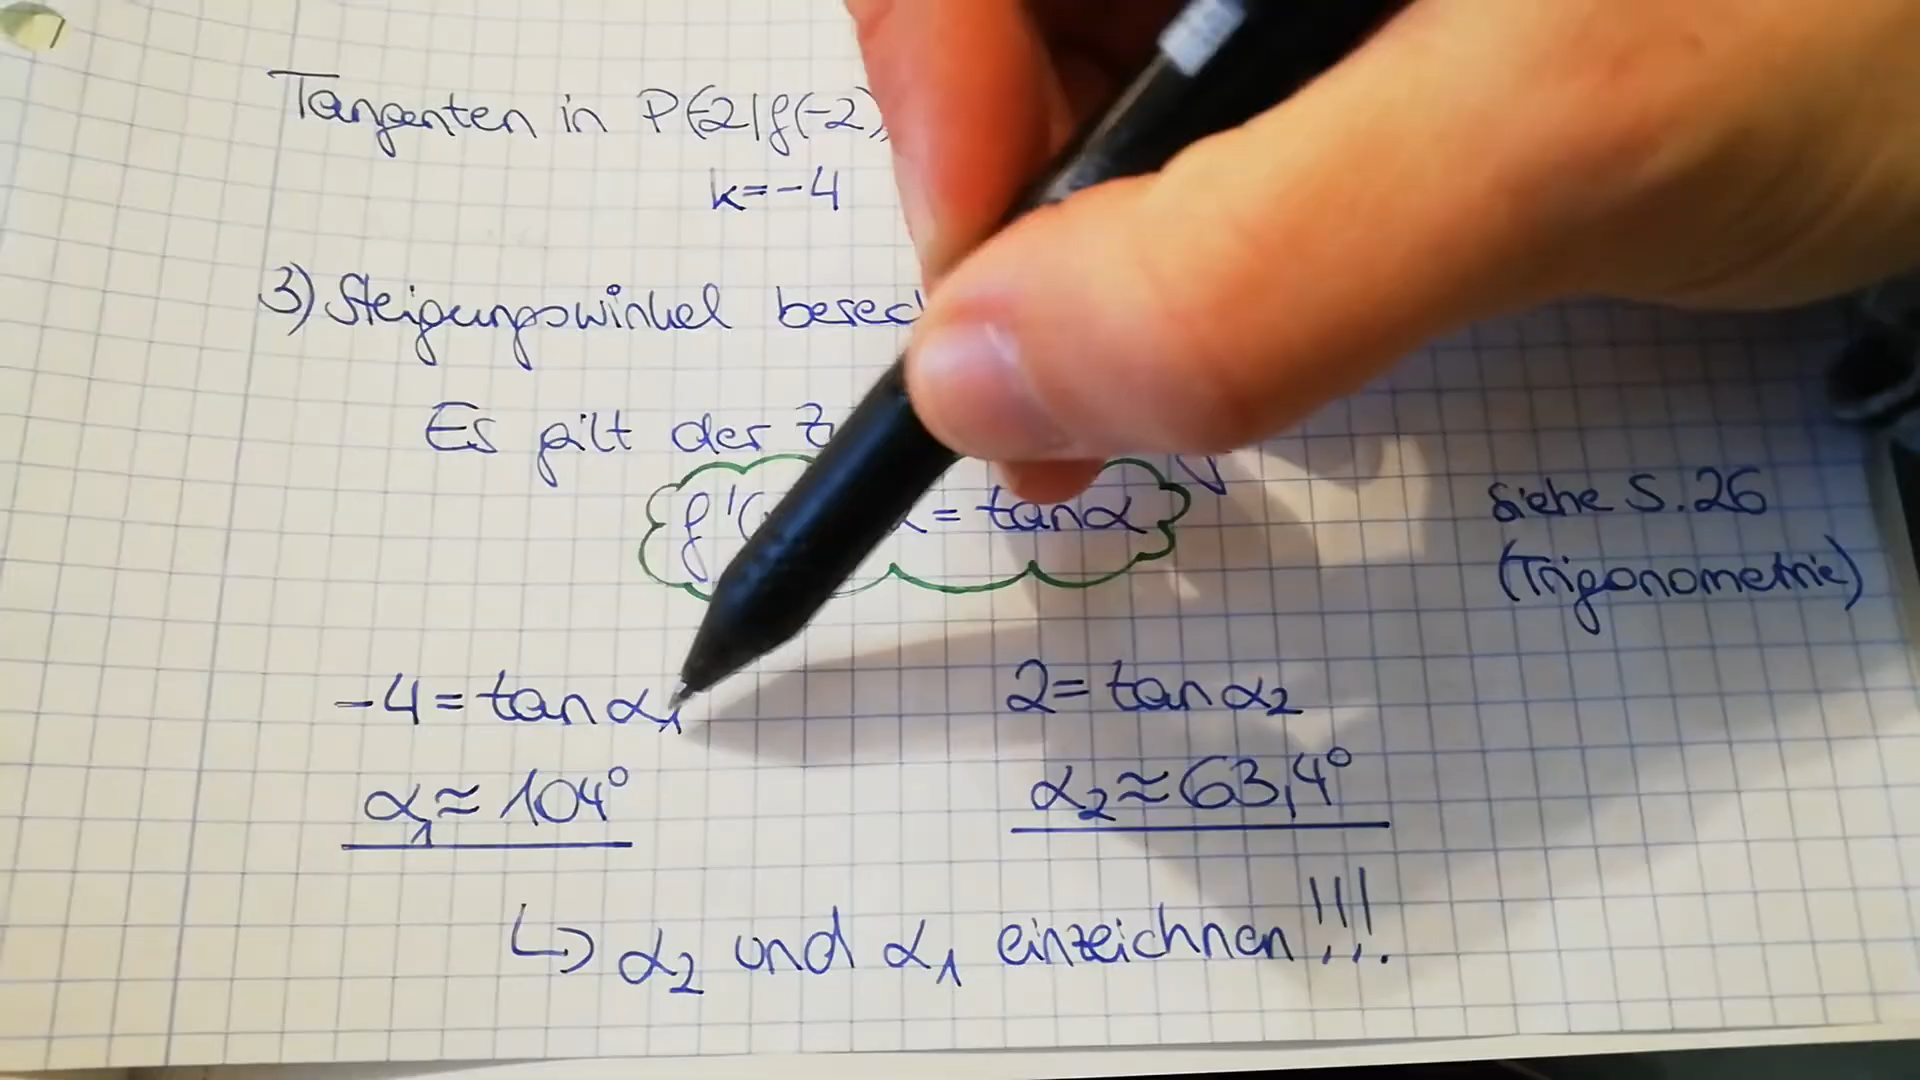 Tangenten in P(-2|f(-2)
k=-4
3) Steigungswinkel
Es gilt der
f'( = tanα
siehe S. 26
(Trigonometrie)
-4 = tanα1
2 = tanα2
α1 ≈ 104°
α2 ≈ 63,4°
↳ α2 und α1 einzeichnen!!!